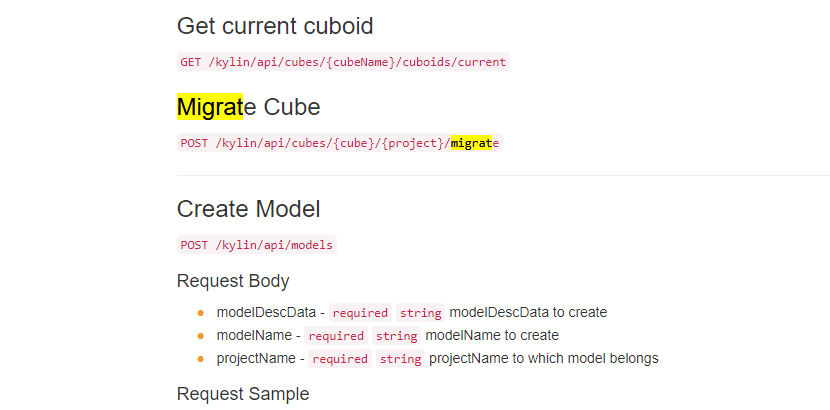 Get current cuboid
GET /kylin/api/cubes/{cubeName}/cuboids/current
Migrate Cube
POST /kylin/api/cubes/{cube}/{project}/migrate
Create Model
POST /kylin/api/models
Request Body
modelDescData - required string modelDescData to create
modelName - required string modelName to create
projectName - required string projectName to which model belongs
Request Sample